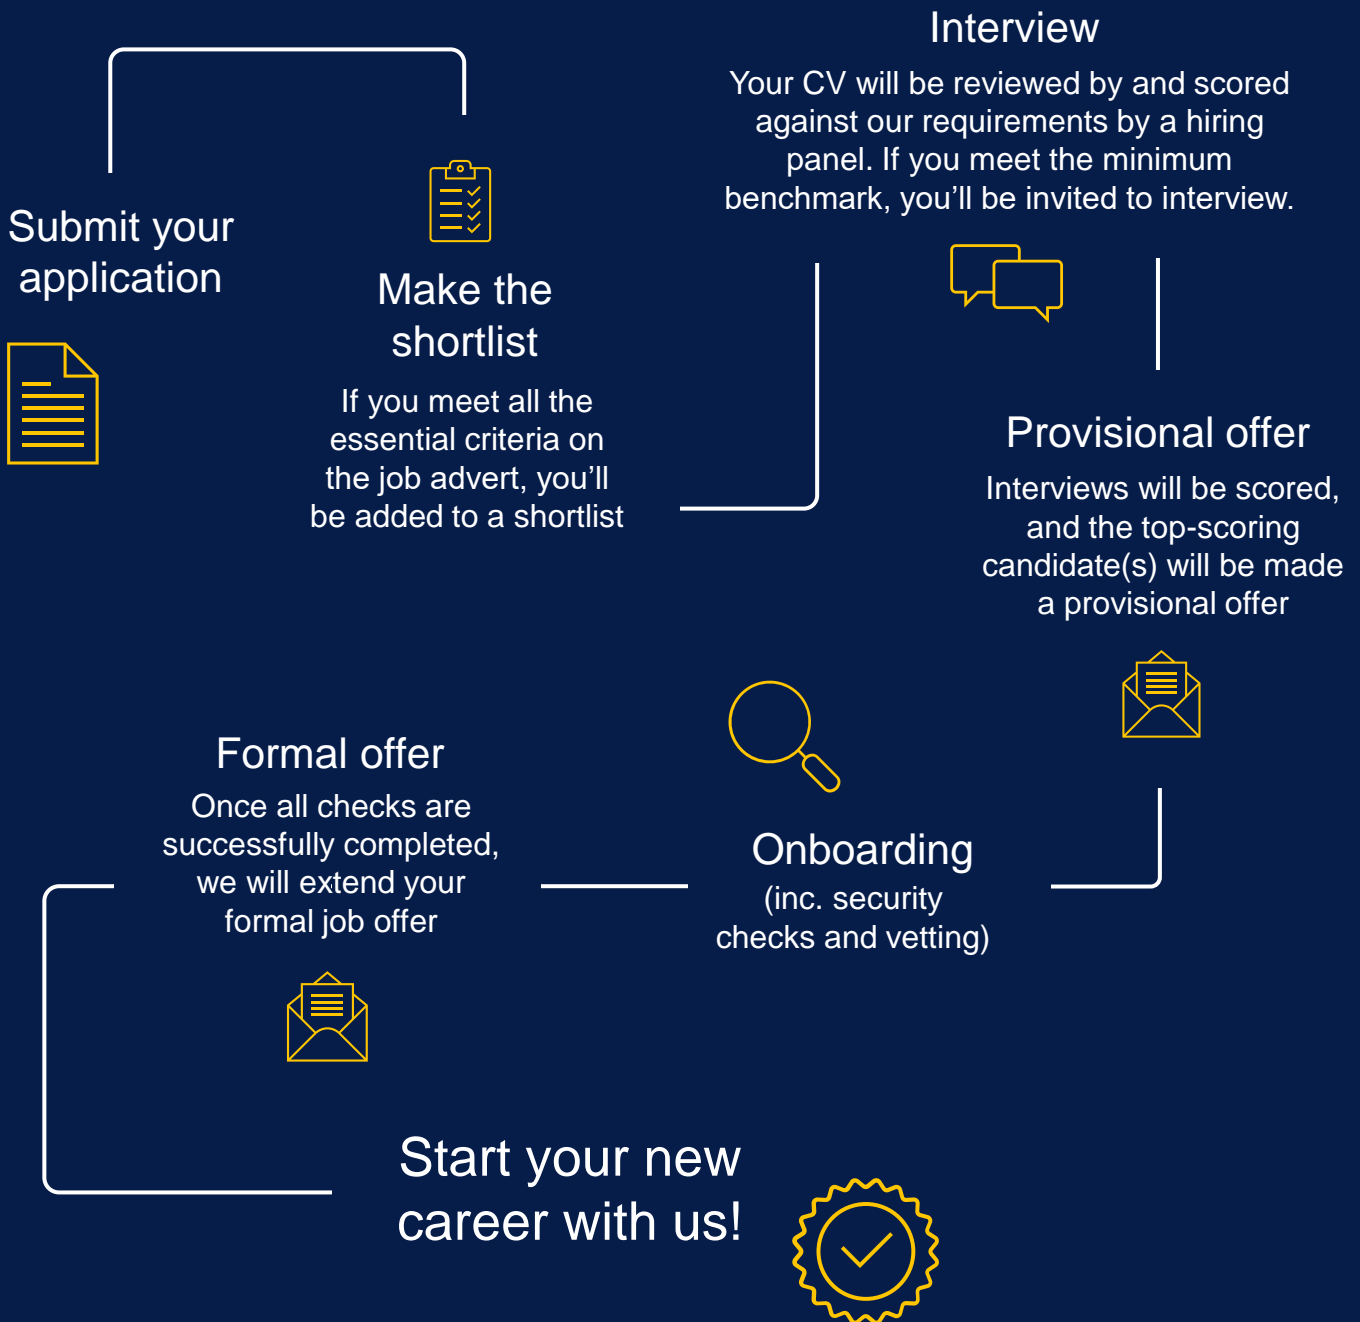 Submit your
application
Make the
shortlist
If you meet all the
essential criteria on
the job advert, you’ll
be added to a shortlist
Interview
Your CV will be reviewed by and scored
against our requirements by a hiring
panel. If you meet the minimum
benchmark, you’ll be invited to interview.
Provisional offer
Interviews will be scored,
and the top-scoring
candidate(s) will be made
a provisional offer
Onboarding
(inc. security
checks and vetting)
Formal offer
Once all checks are
successfully completed,
we will extend your
formal job offer
Start your new
career with us!